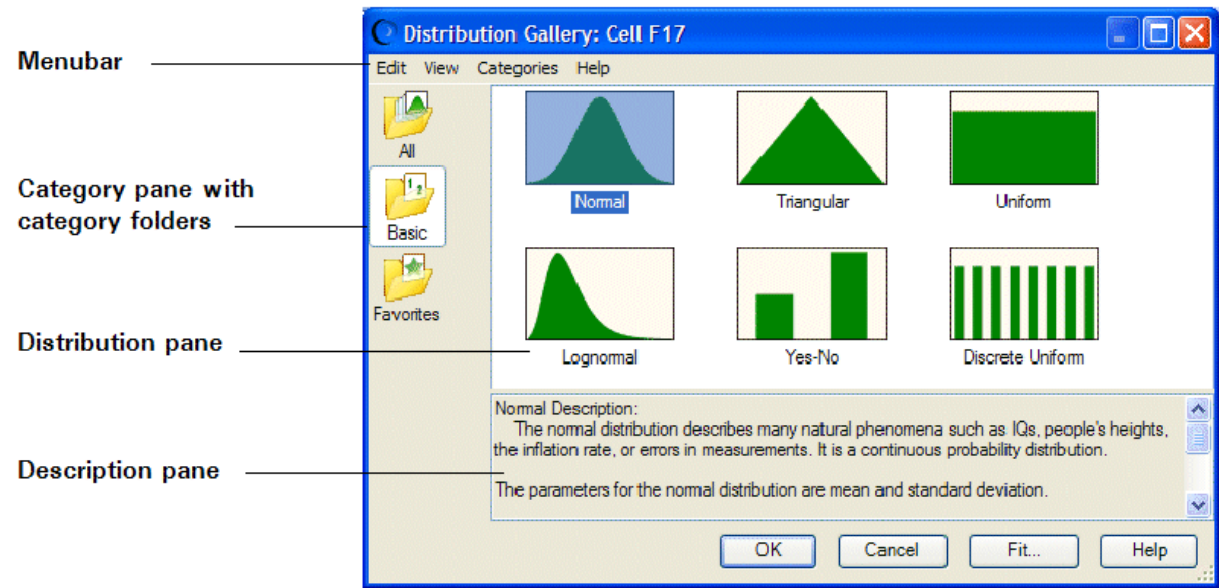 Distribution Gallery: Cell F17
Menubar
Edit View Categories Help
All
Category pane with
category folders
Basic
Favorites
Normal
Triangular
Uniform
Distribution pane
Lognormal
Yes-No
Discrete Uniform
Normal Description:
The normal distribution describes many natural phenomena such as IQs, people's heights,
the inflation rate, or errors in measurements. It is a continuous probability distribution.
Description pane
The parameters for the normal distribution are mean and standard deviation.
OK
Cancel
Fit...
Help